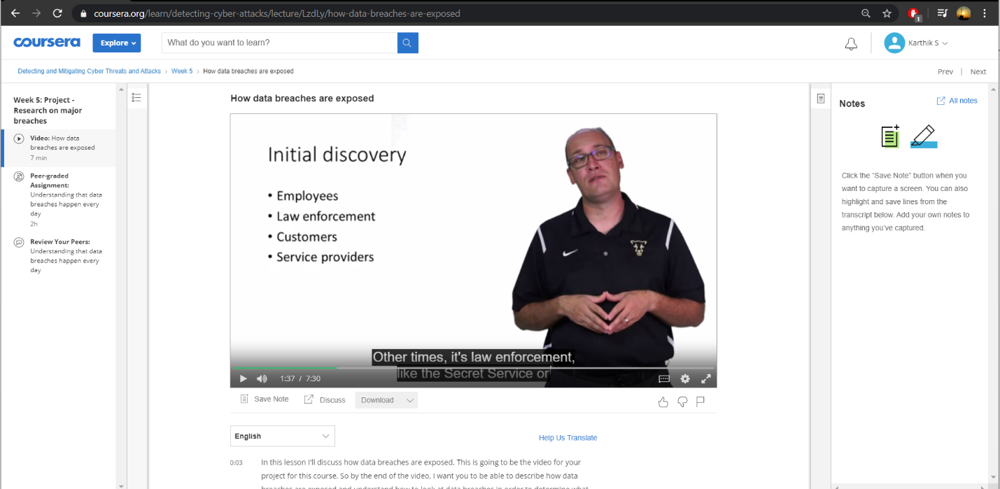 coursera.org/learn/detecting-cyber-attacks/lecture/LzdLy/how-data-breaches-are-exposed
1
coursera
Explore
What do you want to learn?
Karthik S
Detecting and Mitigating Cyber Threats and Attacks > Week 5 > How data breaches are exposed
Prev | Next
Week 5: Project -
Research on major
breaches
Video: How data
breaches are exposed
7 min
Peer-graded
Assignment:
Understanding that data
breaches happen every
day
2h
Review Your Peers:
Understanding that data
breaches happen every
day
How data breaches are exposed
Initial discovery
• Employees
• Law enforcement
• Customers
• Service providers
Other times, it's law enforcement,
like the Secret Service or
1:37 / 7:30
Save Note
Discuss
Download
English
Help Us Translate
0:03 In this lesson I'll discuss how data breaches are exposed. This is going to be the video for your
project for this course. So by the end of the video, I want you to be able to describe how data
breaches are exposed and understand how to look at data breaches in order to determine what
Notes
All notes
Click the “Save Note” button when you
want to capture a screen. You can also
highlight and save lines from the
transcript below. Add your own notes to
anything you've captured.